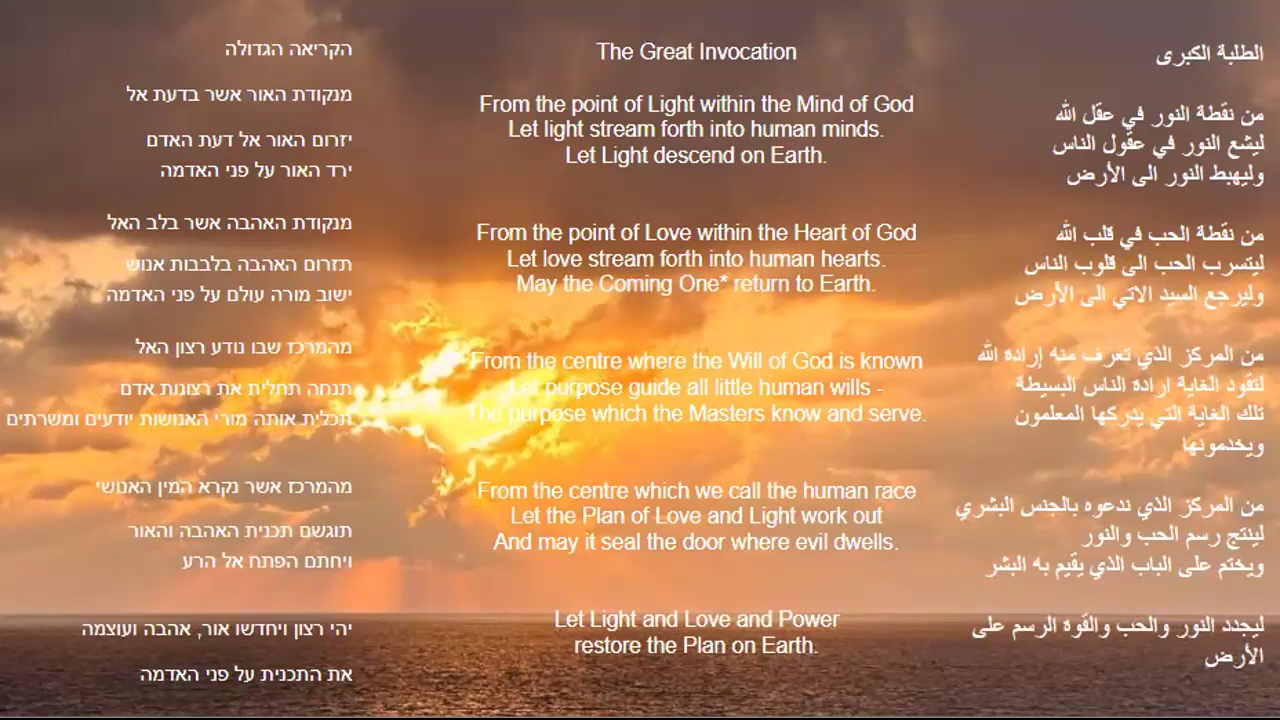 הקריאה הגדולה
מנקודת האור אשר בדעת אל
יזרום האור אל דעת האדם
ירד האור על פני האדמה
מנקודת האהבה אשר בלב האל
תזרום האהבה בלבבות אנוש
ישוב מורה עולם על פני האדמה
מהמרכז שבו נודע רצון האל
תנחה תחלית את רצונות אדם
תכלית אותה מורי האנושות יודעים ומשרתים
מהמרכז אשר נקרא המין האנושי
תוגשם תכנית האהבה והאור
ויחתם הפתח אל הרע
יהי רצון ויחדשו אור, אהבה ועוצמה
את התכנית על פני האדמה
The Great Invocation
From the point of Light within the Mind of God
Let light stream forth into human minds.
Let Light descend on Earth.
From the point of Love within the Heart of God
Let love stream forth into human hearts.
May the Coming One* return to Earth.
From the centre where the Will of God is known
Let purpose guide all little human wills -
The purpose which the Masters know and serve.
From the centre which we call the human race
Let the Plan of Love and Light work out
And may it seal the door where evil dwells.
Let Light and Love and Power
restore the Plan on Earth.
الطلبة الكبرى
من نقطة النور في عقل الله
ليشع النور في عقول الناس
وليهبط النور الى الأرض
من نقطة الحب في قلب الله
ليتسرب الحب الى قلوب الناس
وليرجع السيد الاتي الى الأرض
من المركز الذي تعرف منه إرادة الله
لتقود الغاية ارادة الناس البسيطة
تلك الغاية التي يدركها المعلمون
ويخدمونها
من المركز الذي ندعوه بالجنس البشري
لينتج رسم الحب والنور
ويختم على الباب الذي يقيم به البشر
ليجدد النور والحب والقوة الرسم على
الأرض